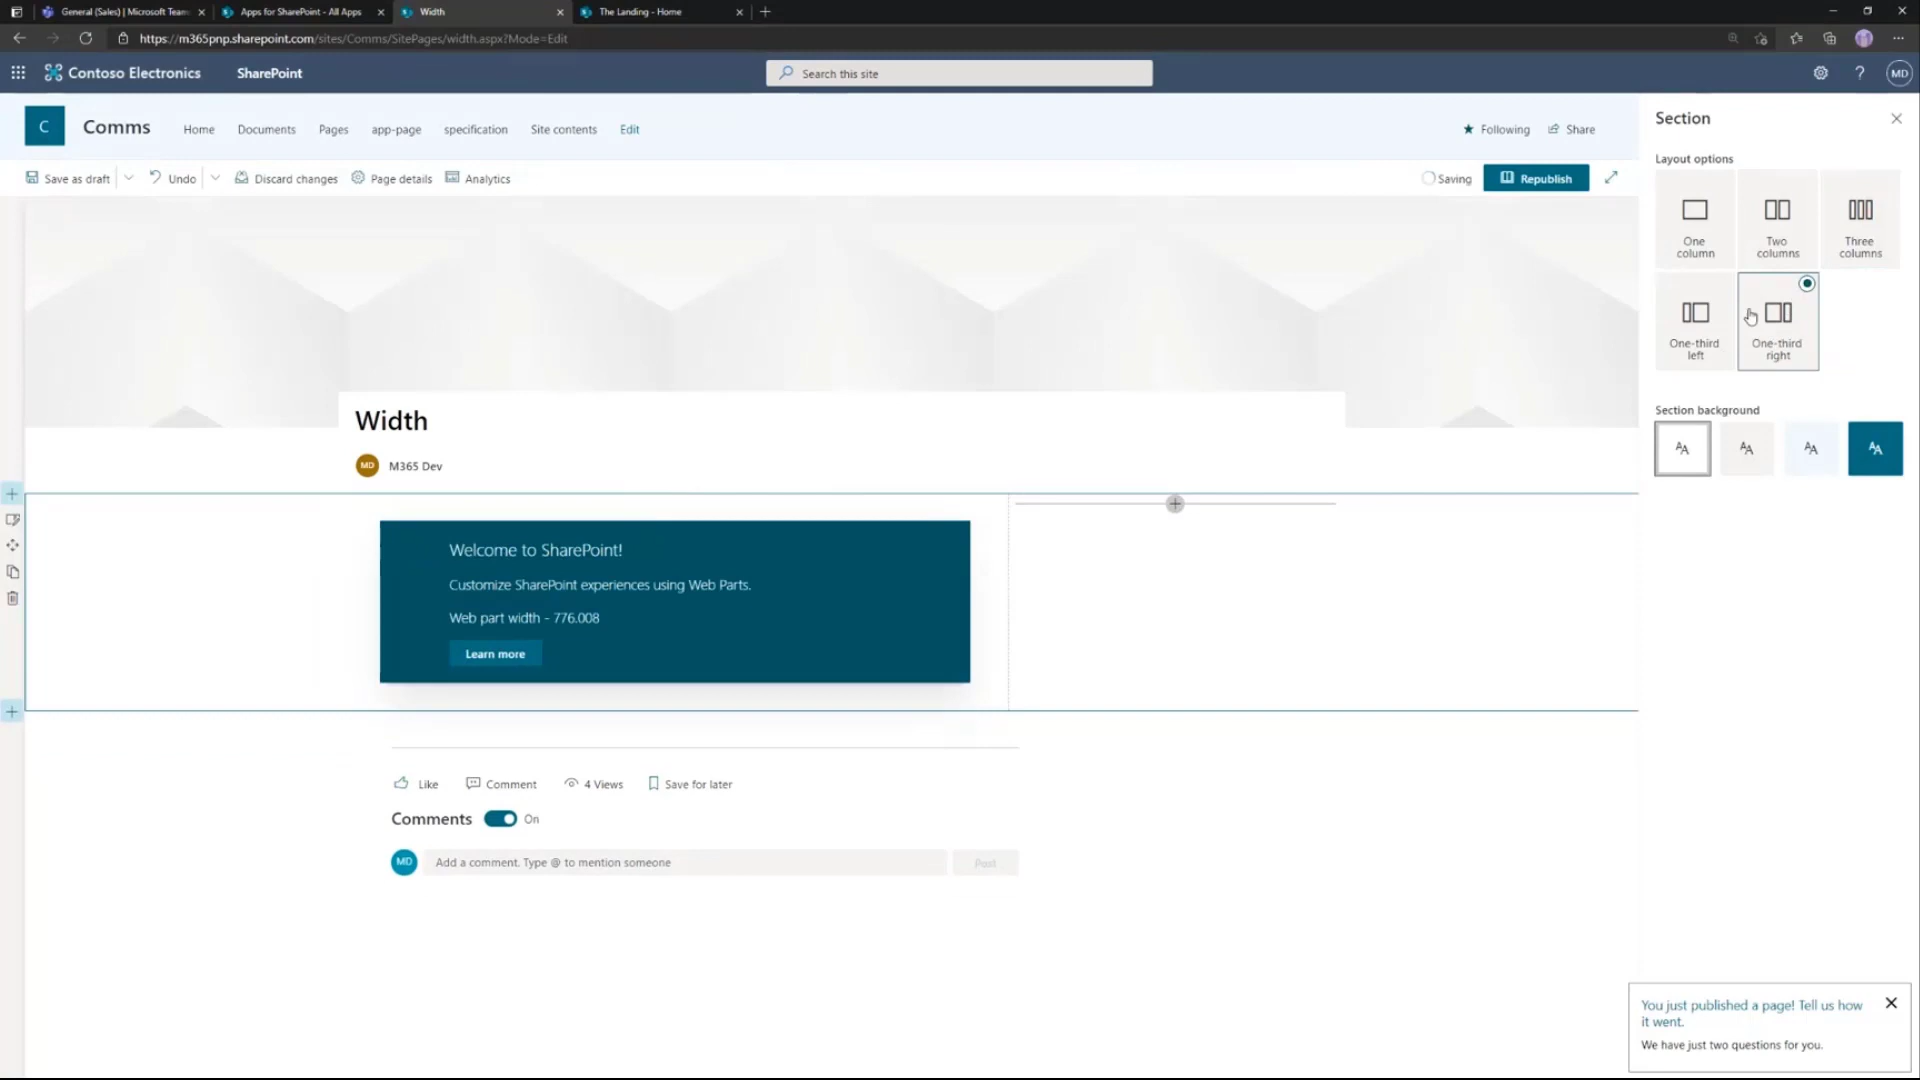 General (Sales) | Microsoft Team
Apps for SharePoint - All Apps
Width
The Landing - Home
https://m365pnp.sharepoint.com/sites/Comms/SitePages/width.aspx?Mode=Edit
Contoso Electronics
SharePoint
Search this site
?
MD
C
Comms
Home
Documents
Pages
app-page
specification
Site contents
Edit
Following
Share
Save as draft
Undo
Discard changes
Page details
Analytics
Saving
Republish
Section
Layout options
One column
Two columns
Three columns
One-third left
One-third right
Section background
AA
AA
AA
AA
Width
MD
M365 Dev
Welcome to SharePoint!
Customize SharePoint experiences using Web Parts.
Web part width - 776.008
Learn more
Like
Comment
4 Views
Save for later
Comments
On
MD
Add a comment. Type @ to mention someone
Post
You just published a page! Tell us how
it went.
We have just two questions for you.